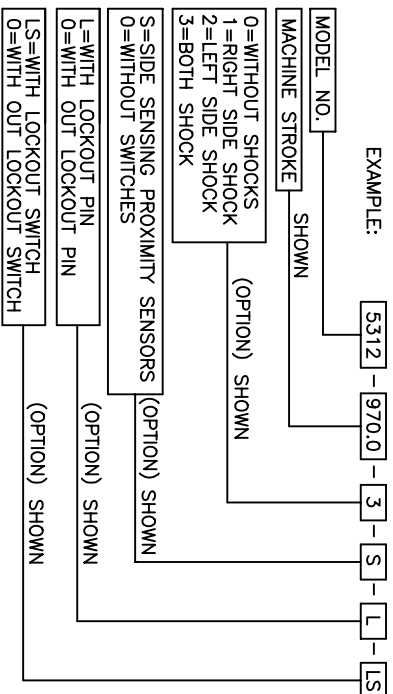 EXAMPLE:
5312 - 970.0 - 3 - S - L - LS
MODEL NO.
MACHINE STROKE
SHOWN
0=WITHOUT SHOCKS
1=RIGHT SIDE SHOCK
2=LEFT SIDE SHOCK
3=BOTH SHOCK
(OPTION) SHOWN
S=SIDE SENSING PROXIMITY SENSORS
0=WITHOUT SWITCHES
(OPTION) SHOWN
L=WITH LOCKOUT PIN
0=WITH OUT LOCKOUT PIN
(OPTION) SHOWN
LS=WITH LOCKOUT SWITCH
0=WITH OUT LOCKOUT SWITCH
(OPTION) SHOWN